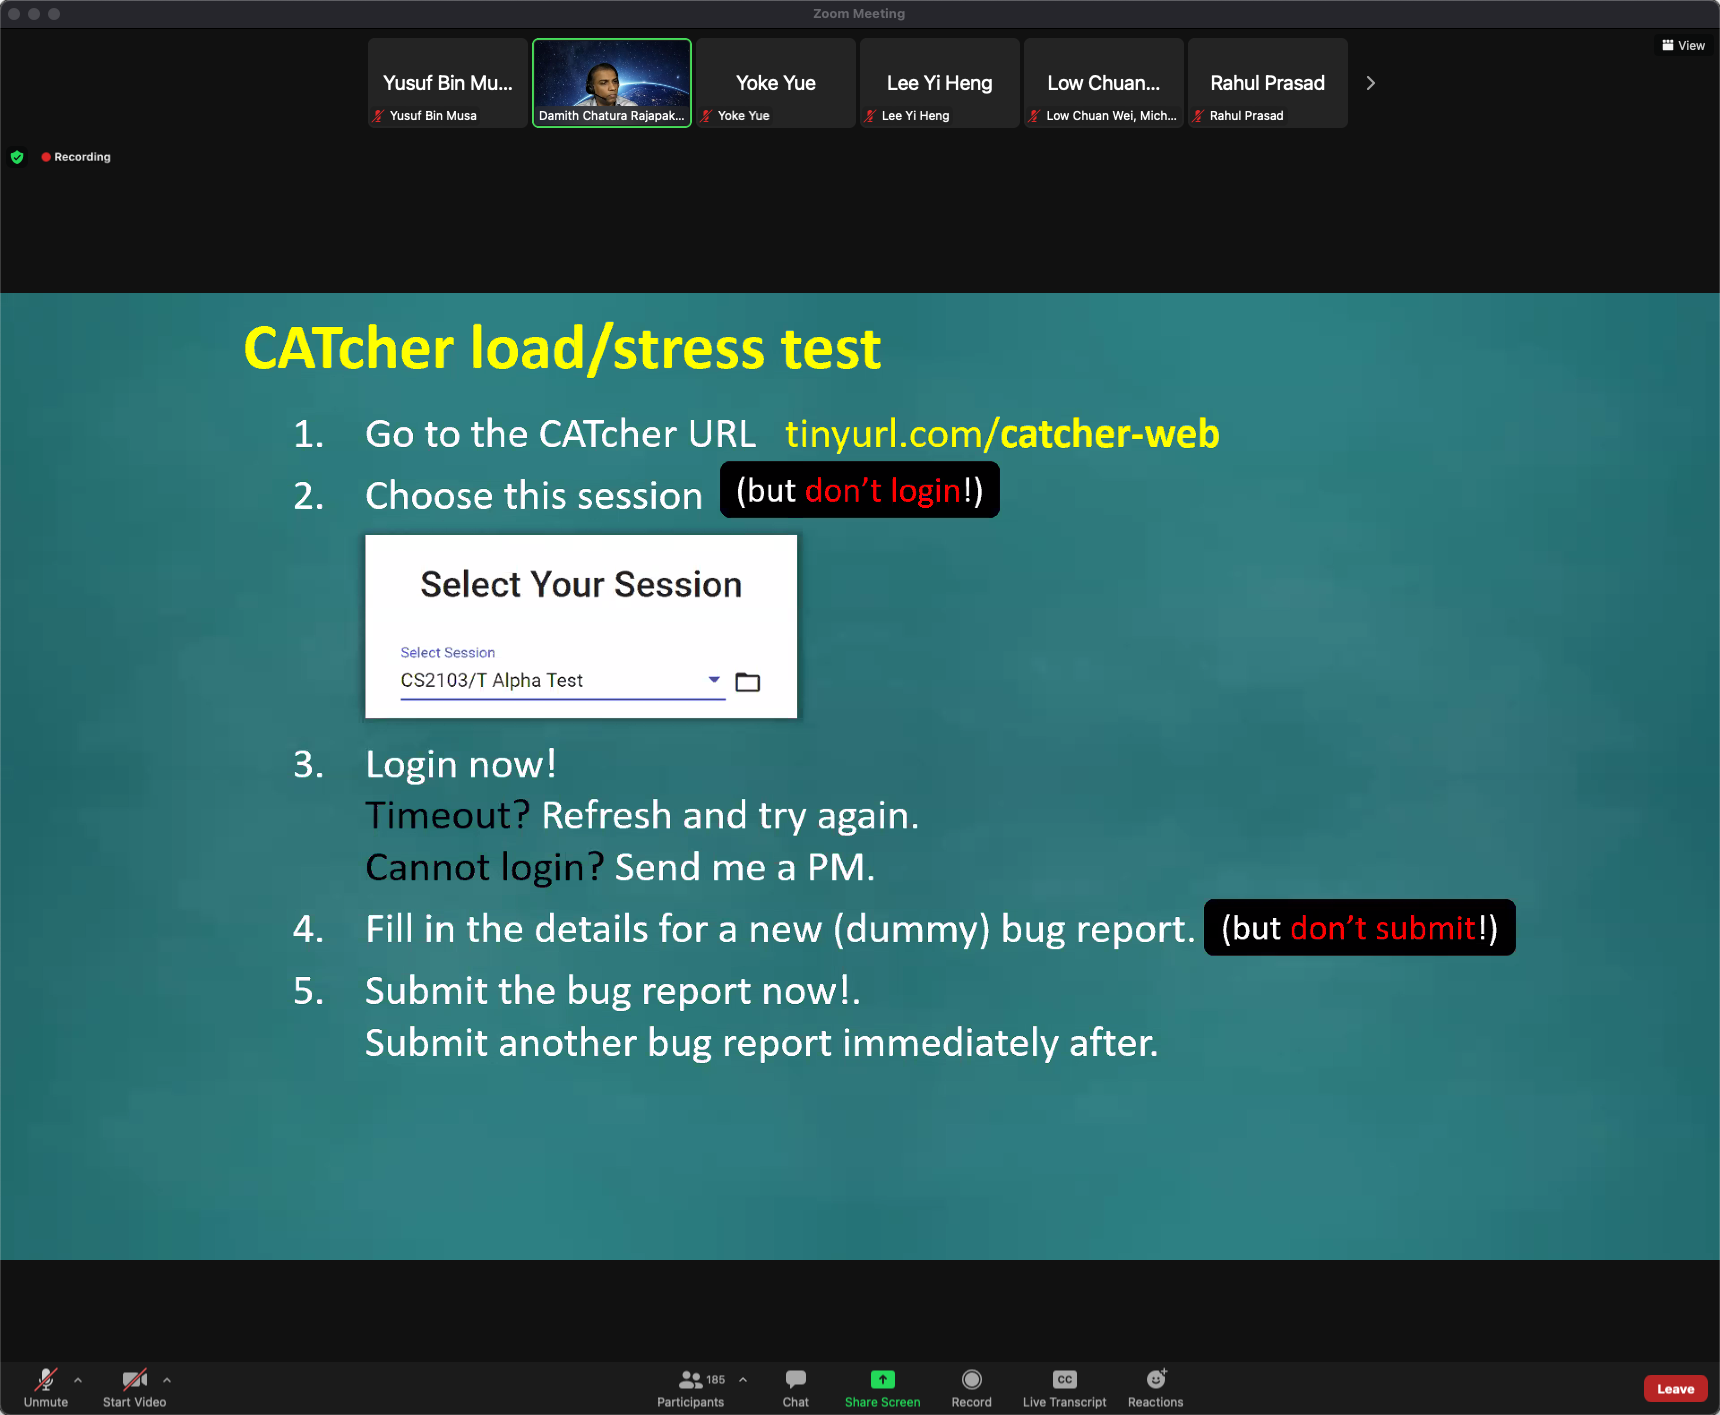 Zoom Meeting
View
Yusuf Bin Mu...
Yoke Yue
Lee Yi Heng
Low Chuan...
Rahul Prasad
Yusuf Bin Musa
Damith Chatura Rajapak...
Yoke Yue
Lee Yi Heng
Low Chuan Wei, Mich...
Rahul Prasad
Recording
CATcher load/stress test
1. Go to the CATcher URL tinyurl.com/catcher-web
2. Choose this session (but don't login!)
Select Your Session
Select Session
CS2103/T Alpha Test
3. Login now!
Timeout? Refresh and try again.
Cannot login? Send me a PM.
4. Fill in the details for a new (dummy) bug report. (but don't submit!)
5. Submit the bug report now!.
Submit another bug report immediately after.
185
CC
Unmute
Start Video
Participants
Chat
Share Screen
Record
Live Transcript
Reactions
Leave